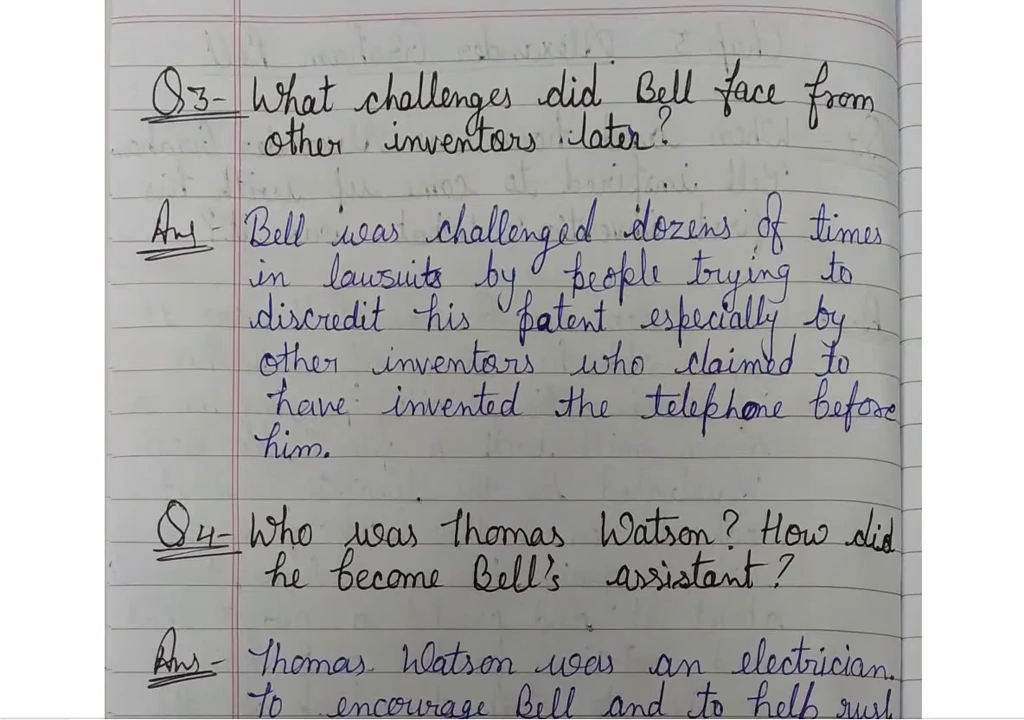 Q3- What challenges did Bell face from
other inventors later?
Ans- Bell was challenged dozens of times
in lawsuits by people trying to
discredit his patent especially by
other inventors who claimed to
have invented the telephone before
him.
Q4- Who was Thomas Watson? How did
he become Bell's assistant?
Ans- Thomas Watson was an electrician.
To encourage Bell and to help